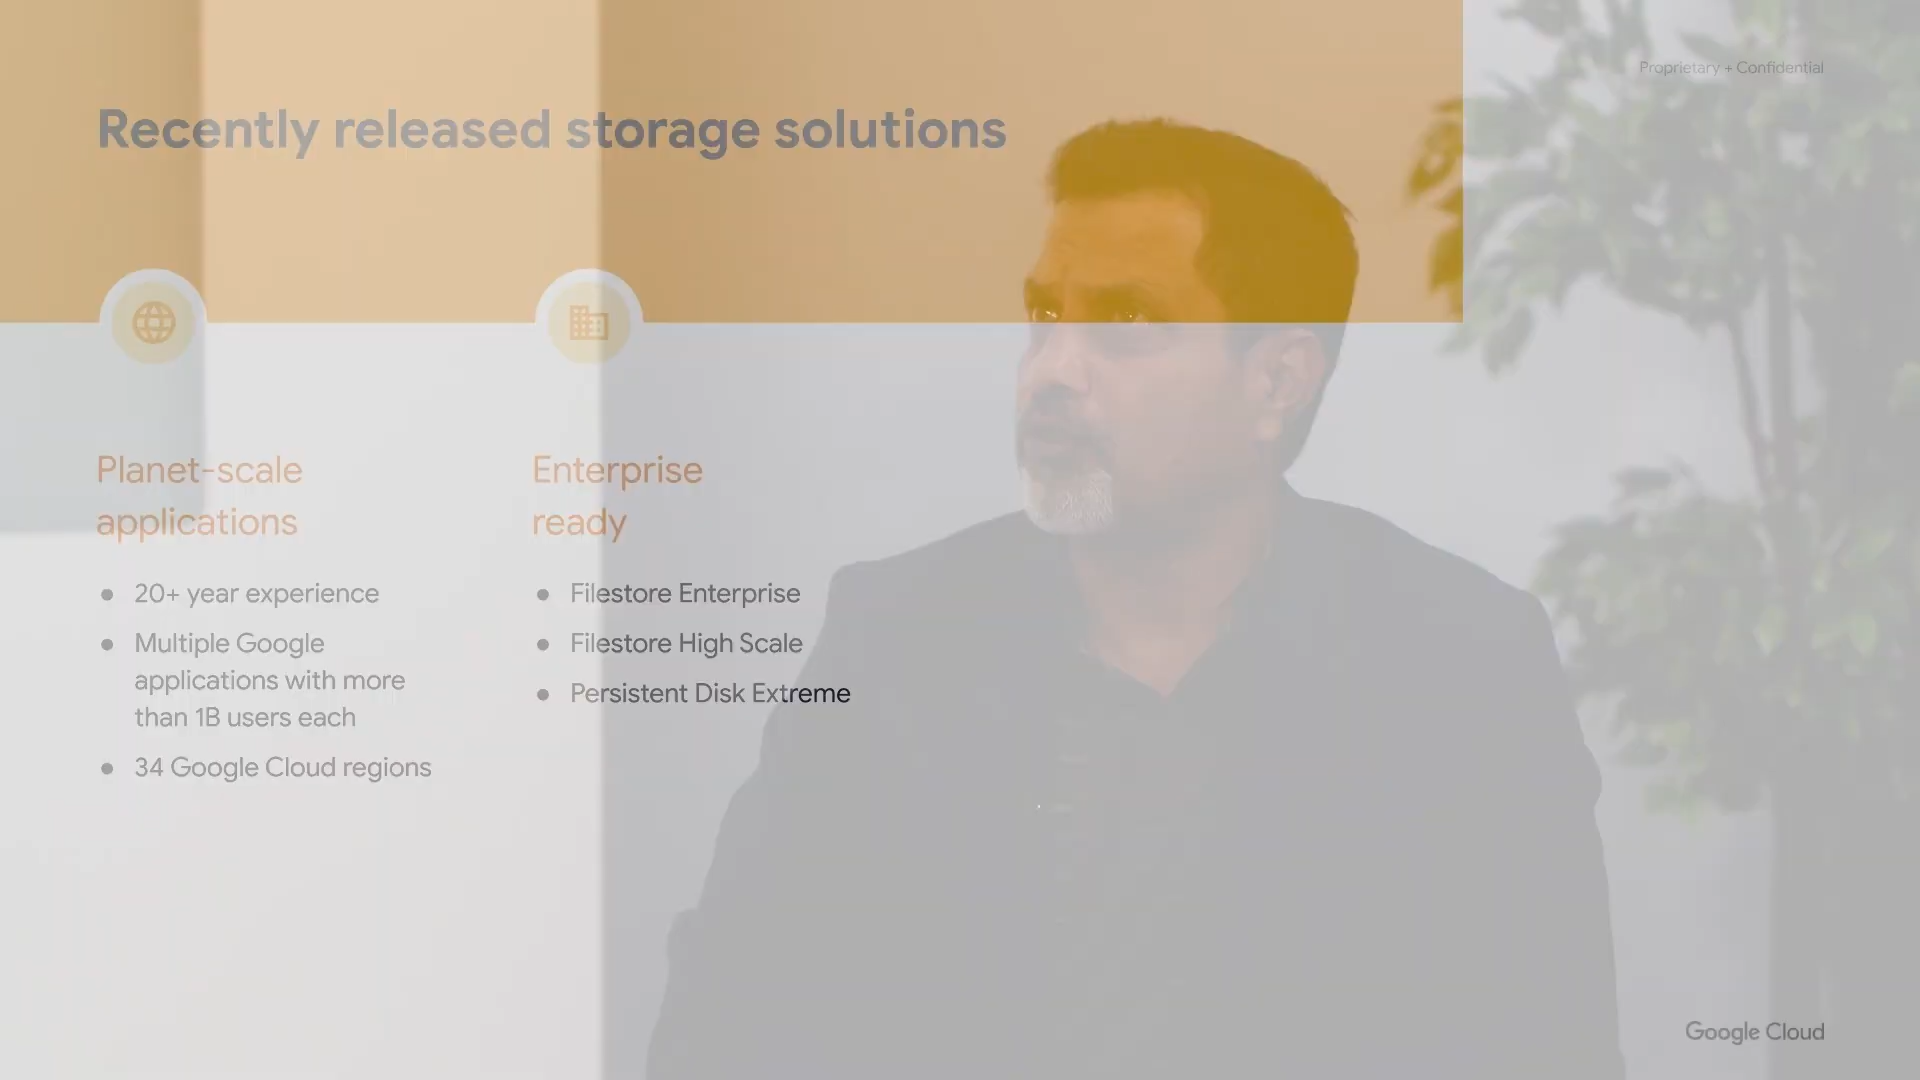 Proprietary + Confidential
Recently released storage solutions
Planet-scale
applications
● 20+ year experience
● Multiple Google
applications with more
than 1B users each
● 34 Google Cloud regions
Enterprise
ready
● Filestore Enterprise
● Filestore High Scale
● Persistent Disk Extreme
Google Cloud